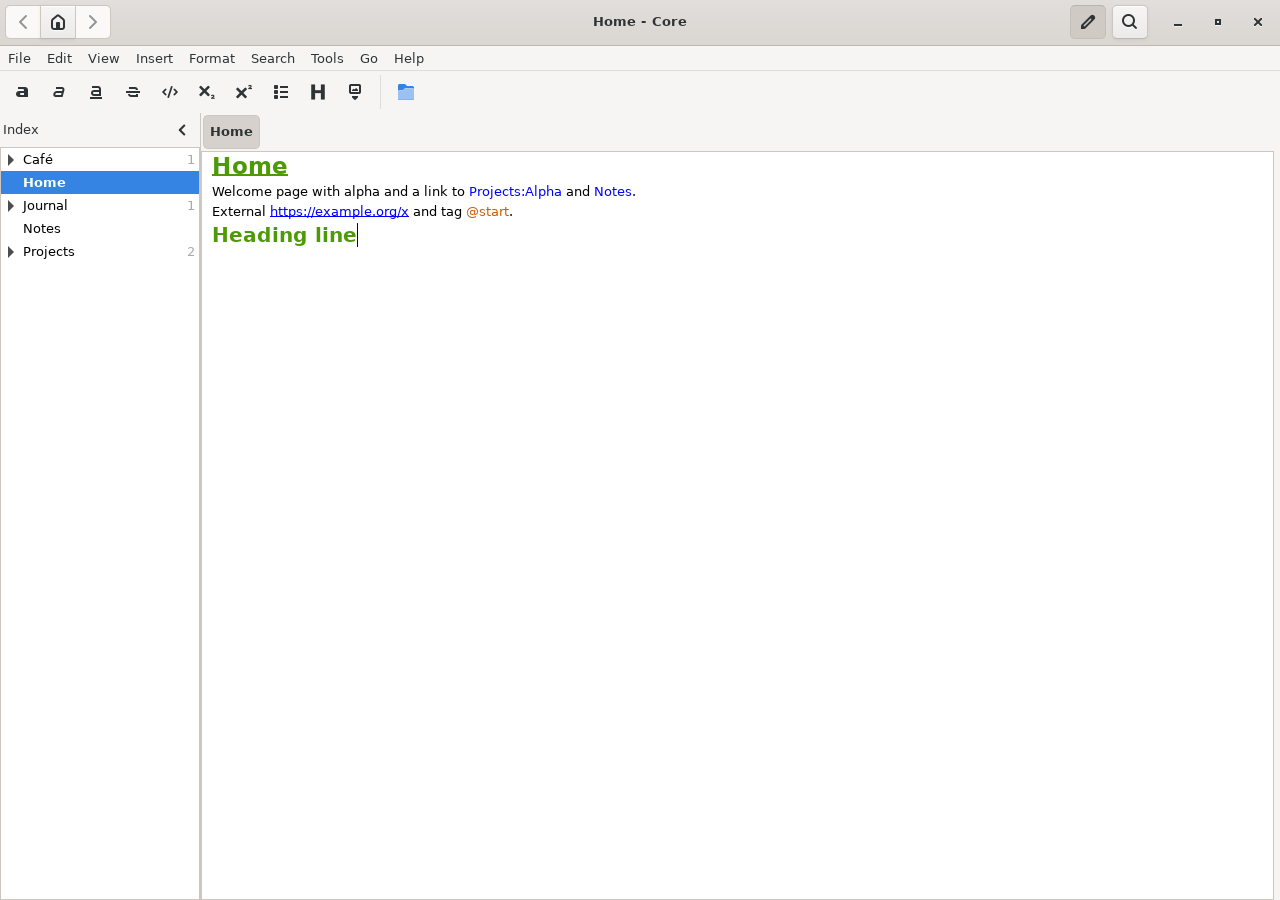 Home - Core
File Edit View Insert Format Search Tools Go Help
Index
Home
Café 1
Home
Journal 1
Notes
Projects 2
Home
Welcome page with alpha and a link to Projects:Alpha and Notes.
External https://example.org/x and tag @start.
Heading line